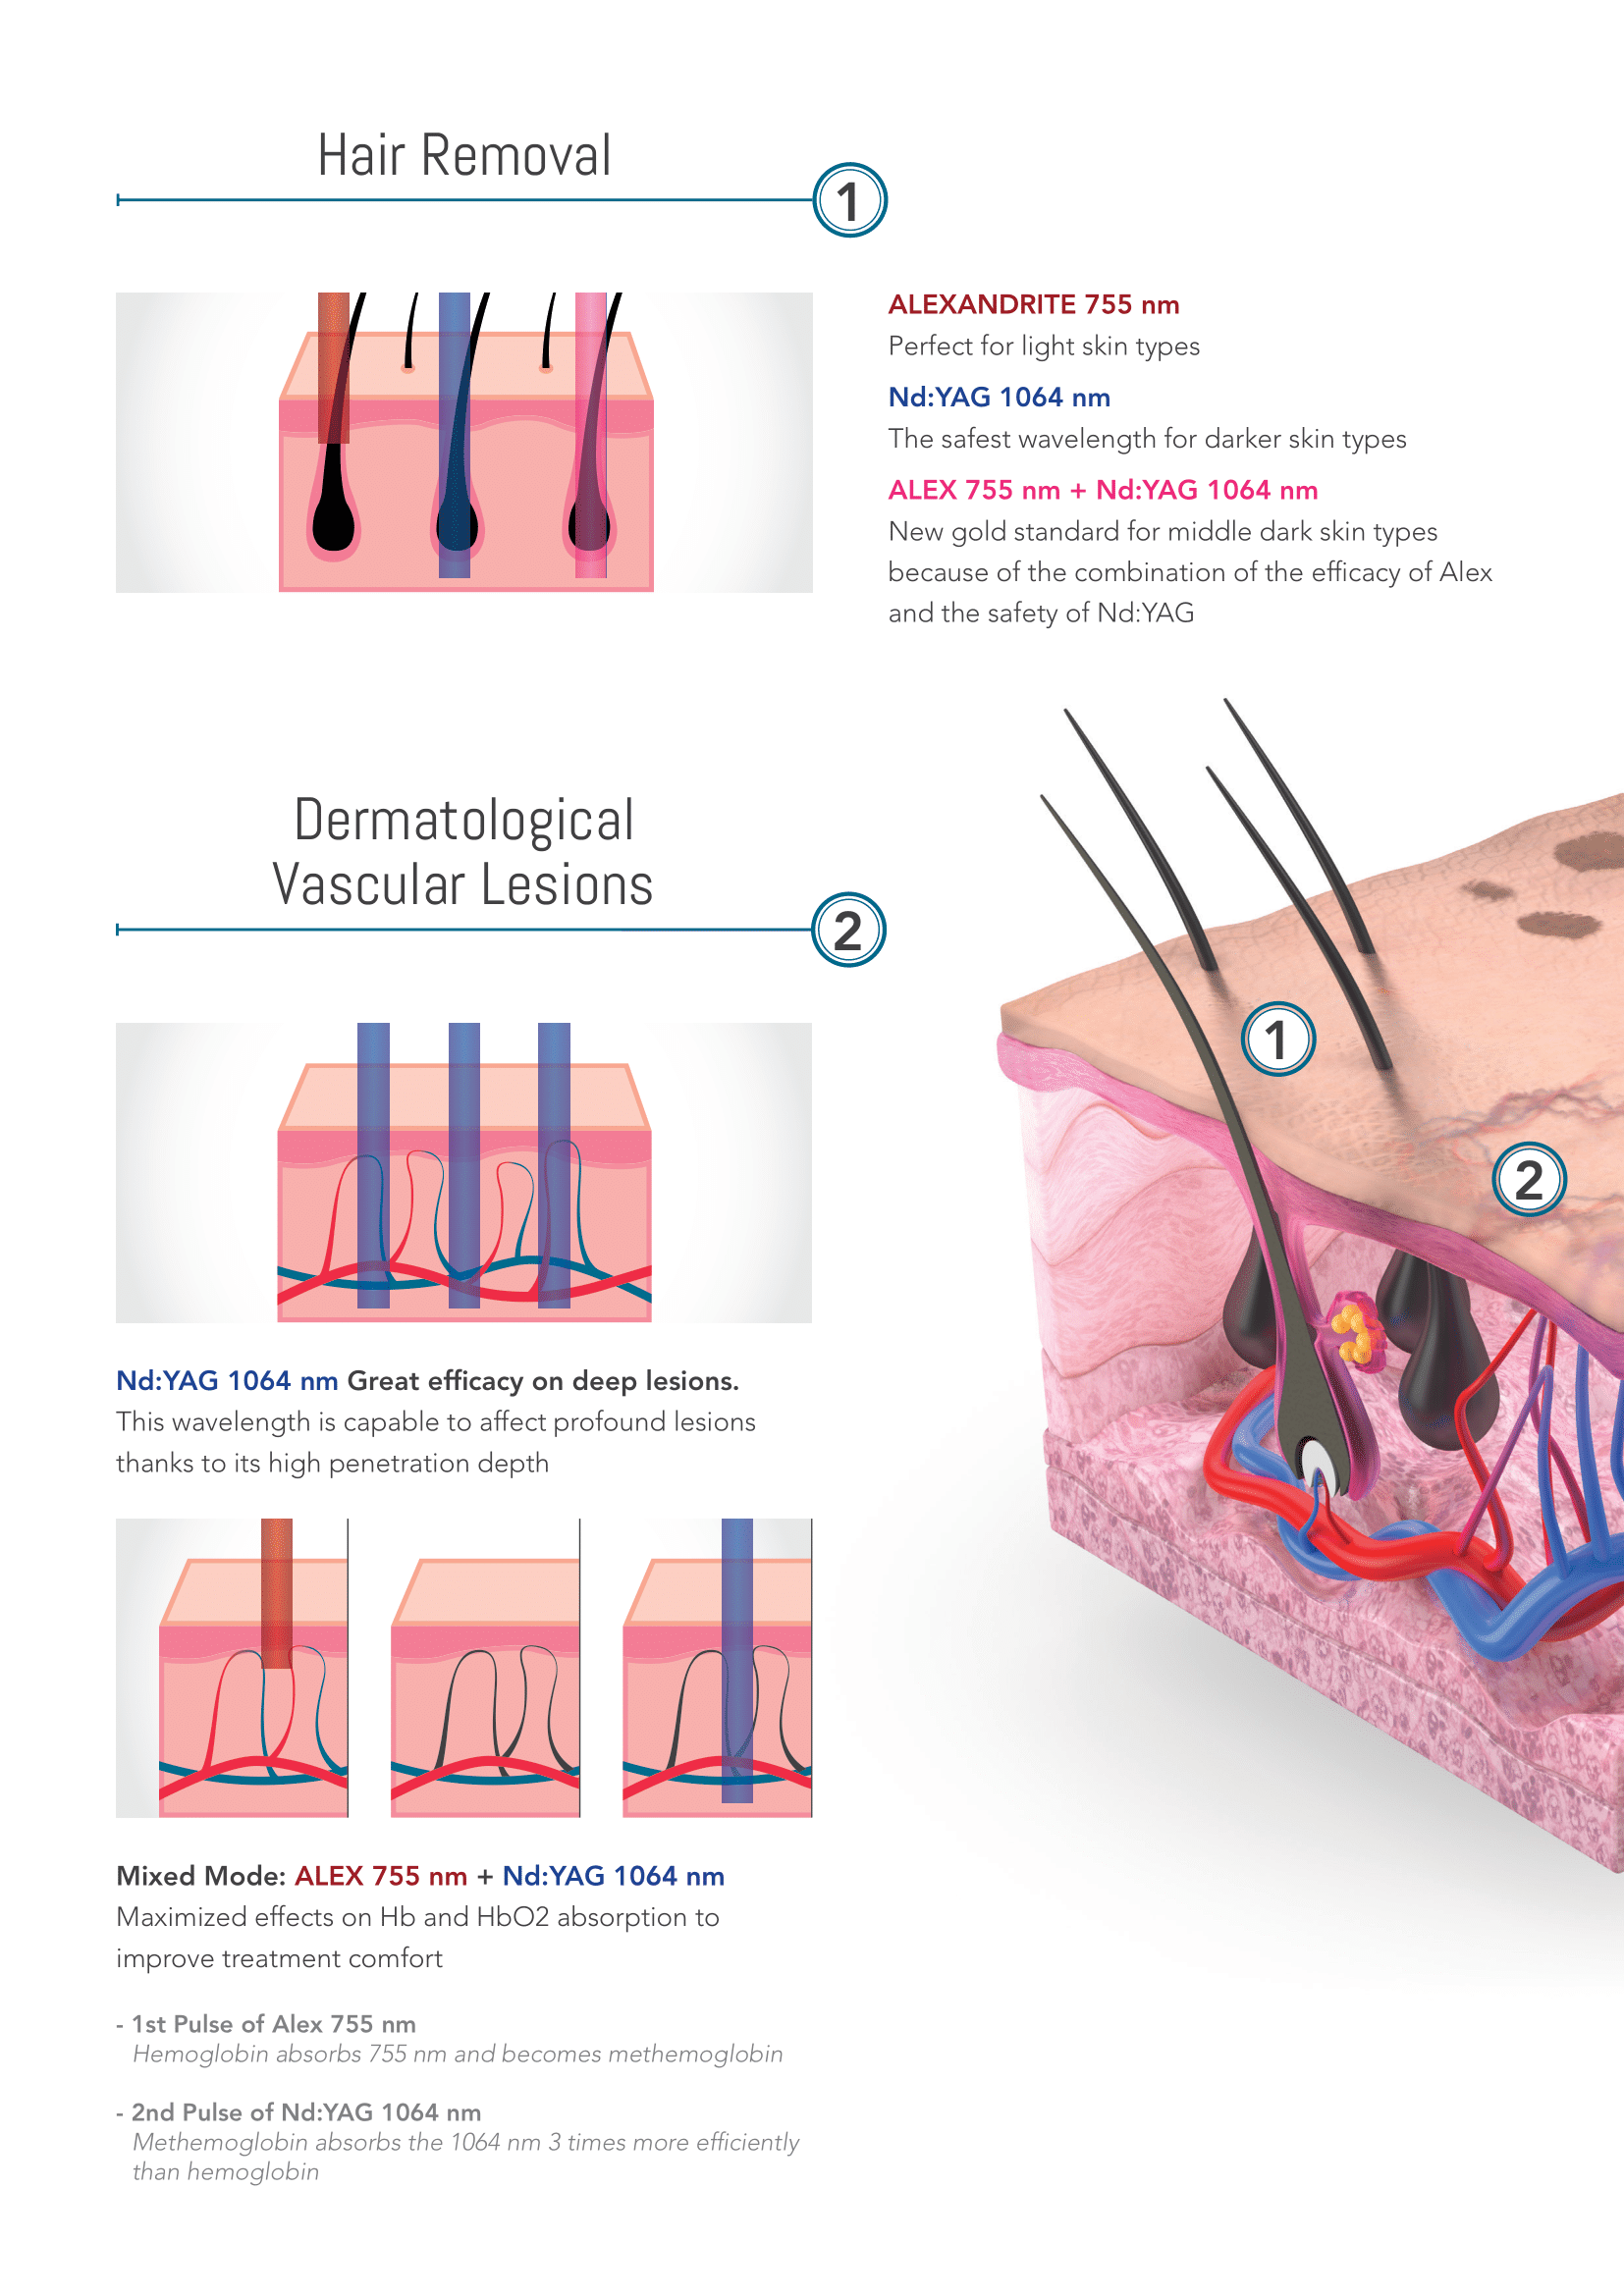 Hair Removal
1
ALEXANDRITE 755 nm
Perfect for light skin types
Nd:YAG 1064 nm
The safest wavelength for darker skin types
ALEX 755 nm + Nd:YAG 1064 nm
New gold standard for middle dark skin types
because of the combination of the efficacy of Alex
and the safety of Nd:YAG
Dermatological
Vascular Lesions
2
1
2
Nd:YAG 1064 nm Great efficacy on deep lesions.
This wavelength is capable to affect profound lesions
thanks to its high penetration depth
Mixed Mode: ALEX 755 nm + Nd:YAG 1064 nm
Maximized effects on Hb and HbO2 absorption to
improve treatment comfort
- 1st Pulse of Alex 755 nm
Hemoglobin absorbs 755 nm and becomes methemoglobin
- 2nd Pulse of Nd:YAG 1064 nm
Methemoglobin absorbs the 1064 nm 3 times more efficiently
than hemoglobin